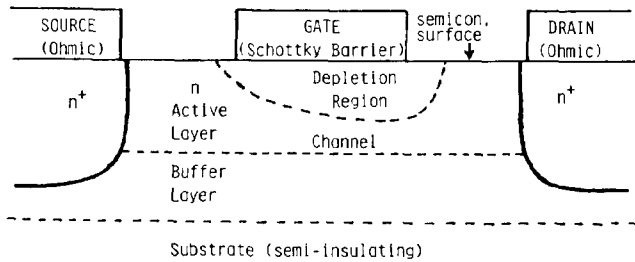 SOURCE
(Ohmic)
GATE
(Schottky Barrier)
semicon.
surface
DRAIN
(Ohmic)
n+
n
Active
Layer
Depletion
Region
n+
Channel
Buffer
Layer
Substrate (semi-insulating)